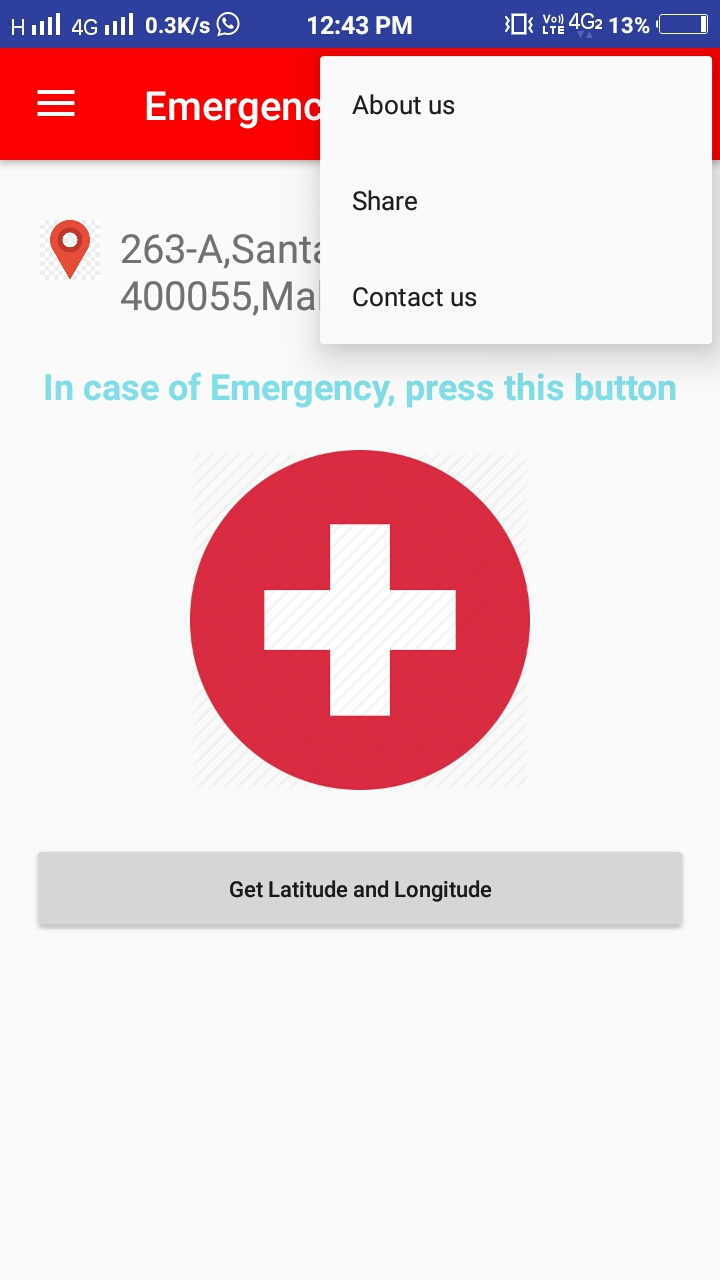 H 4G 0.3K/s 12:43 PM Vo)) LTE 4G2 13%
Emergenc
About us
Share
Contact us
263-A,Santa
400055,Mal
In case of Emergency, press this button
Get Latitude and Longitude